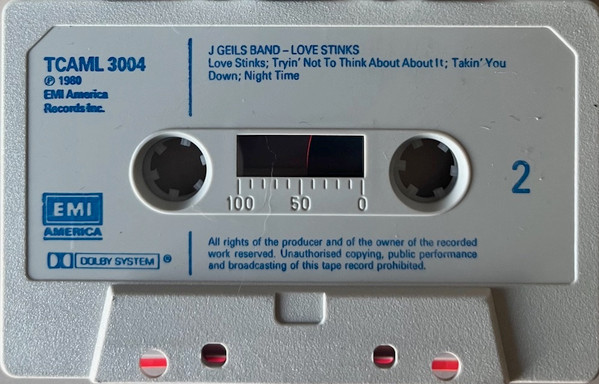 TCAML 3004
℗ 1980
EMI America
Records Inc.
J GEILS BAND – LOVE STINKS
Love Stinks; Tryin' Not To Think About About It; Takin' You
Down; Night Time
100 50 0
2
EMI
AMERICA
DOLBY SYSTEM ®
All rights of the producer and of the owner of the recorded
work reserved. Unauthorised copying, public performance
and broadcasting of this tape record prohibited.